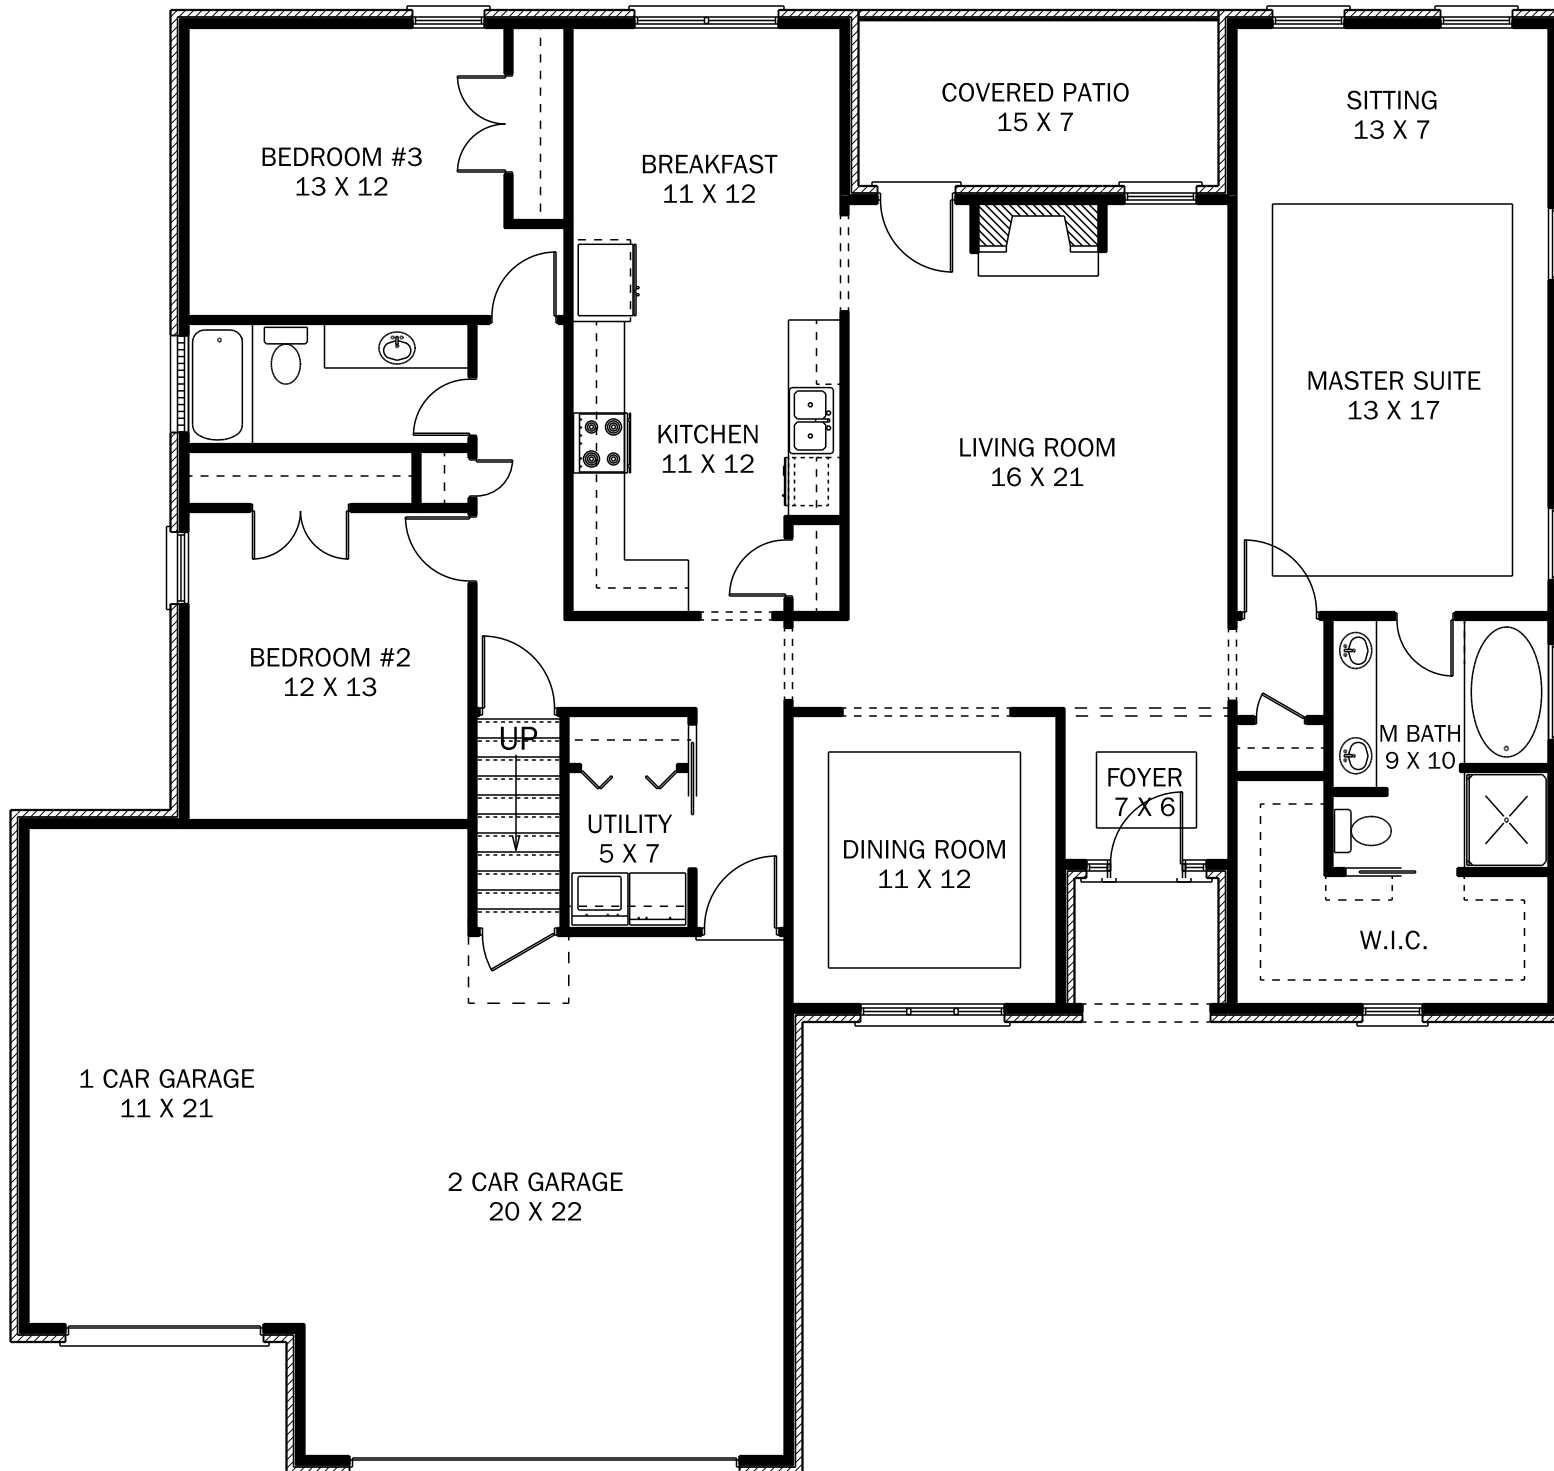 COVERED PATIO
15 X 7
SITTING
13 X 7
BEDROOM #3
13 X 12
BREAKFAST
11 X 12
MASTER SUITE
13 X 17
KITCHEN
11 X 12
LIVING ROOM
16 X 21
BEDROOM #2
12 X 13
UP
M BATH
9 X 10
FOYER
7 X 6
UTILITY
5 X 7
DINING ROOM
11 X 12
W.I.C.
1 CAR GARAGE
11 X 21
2 CAR GARAGE
20 X 22